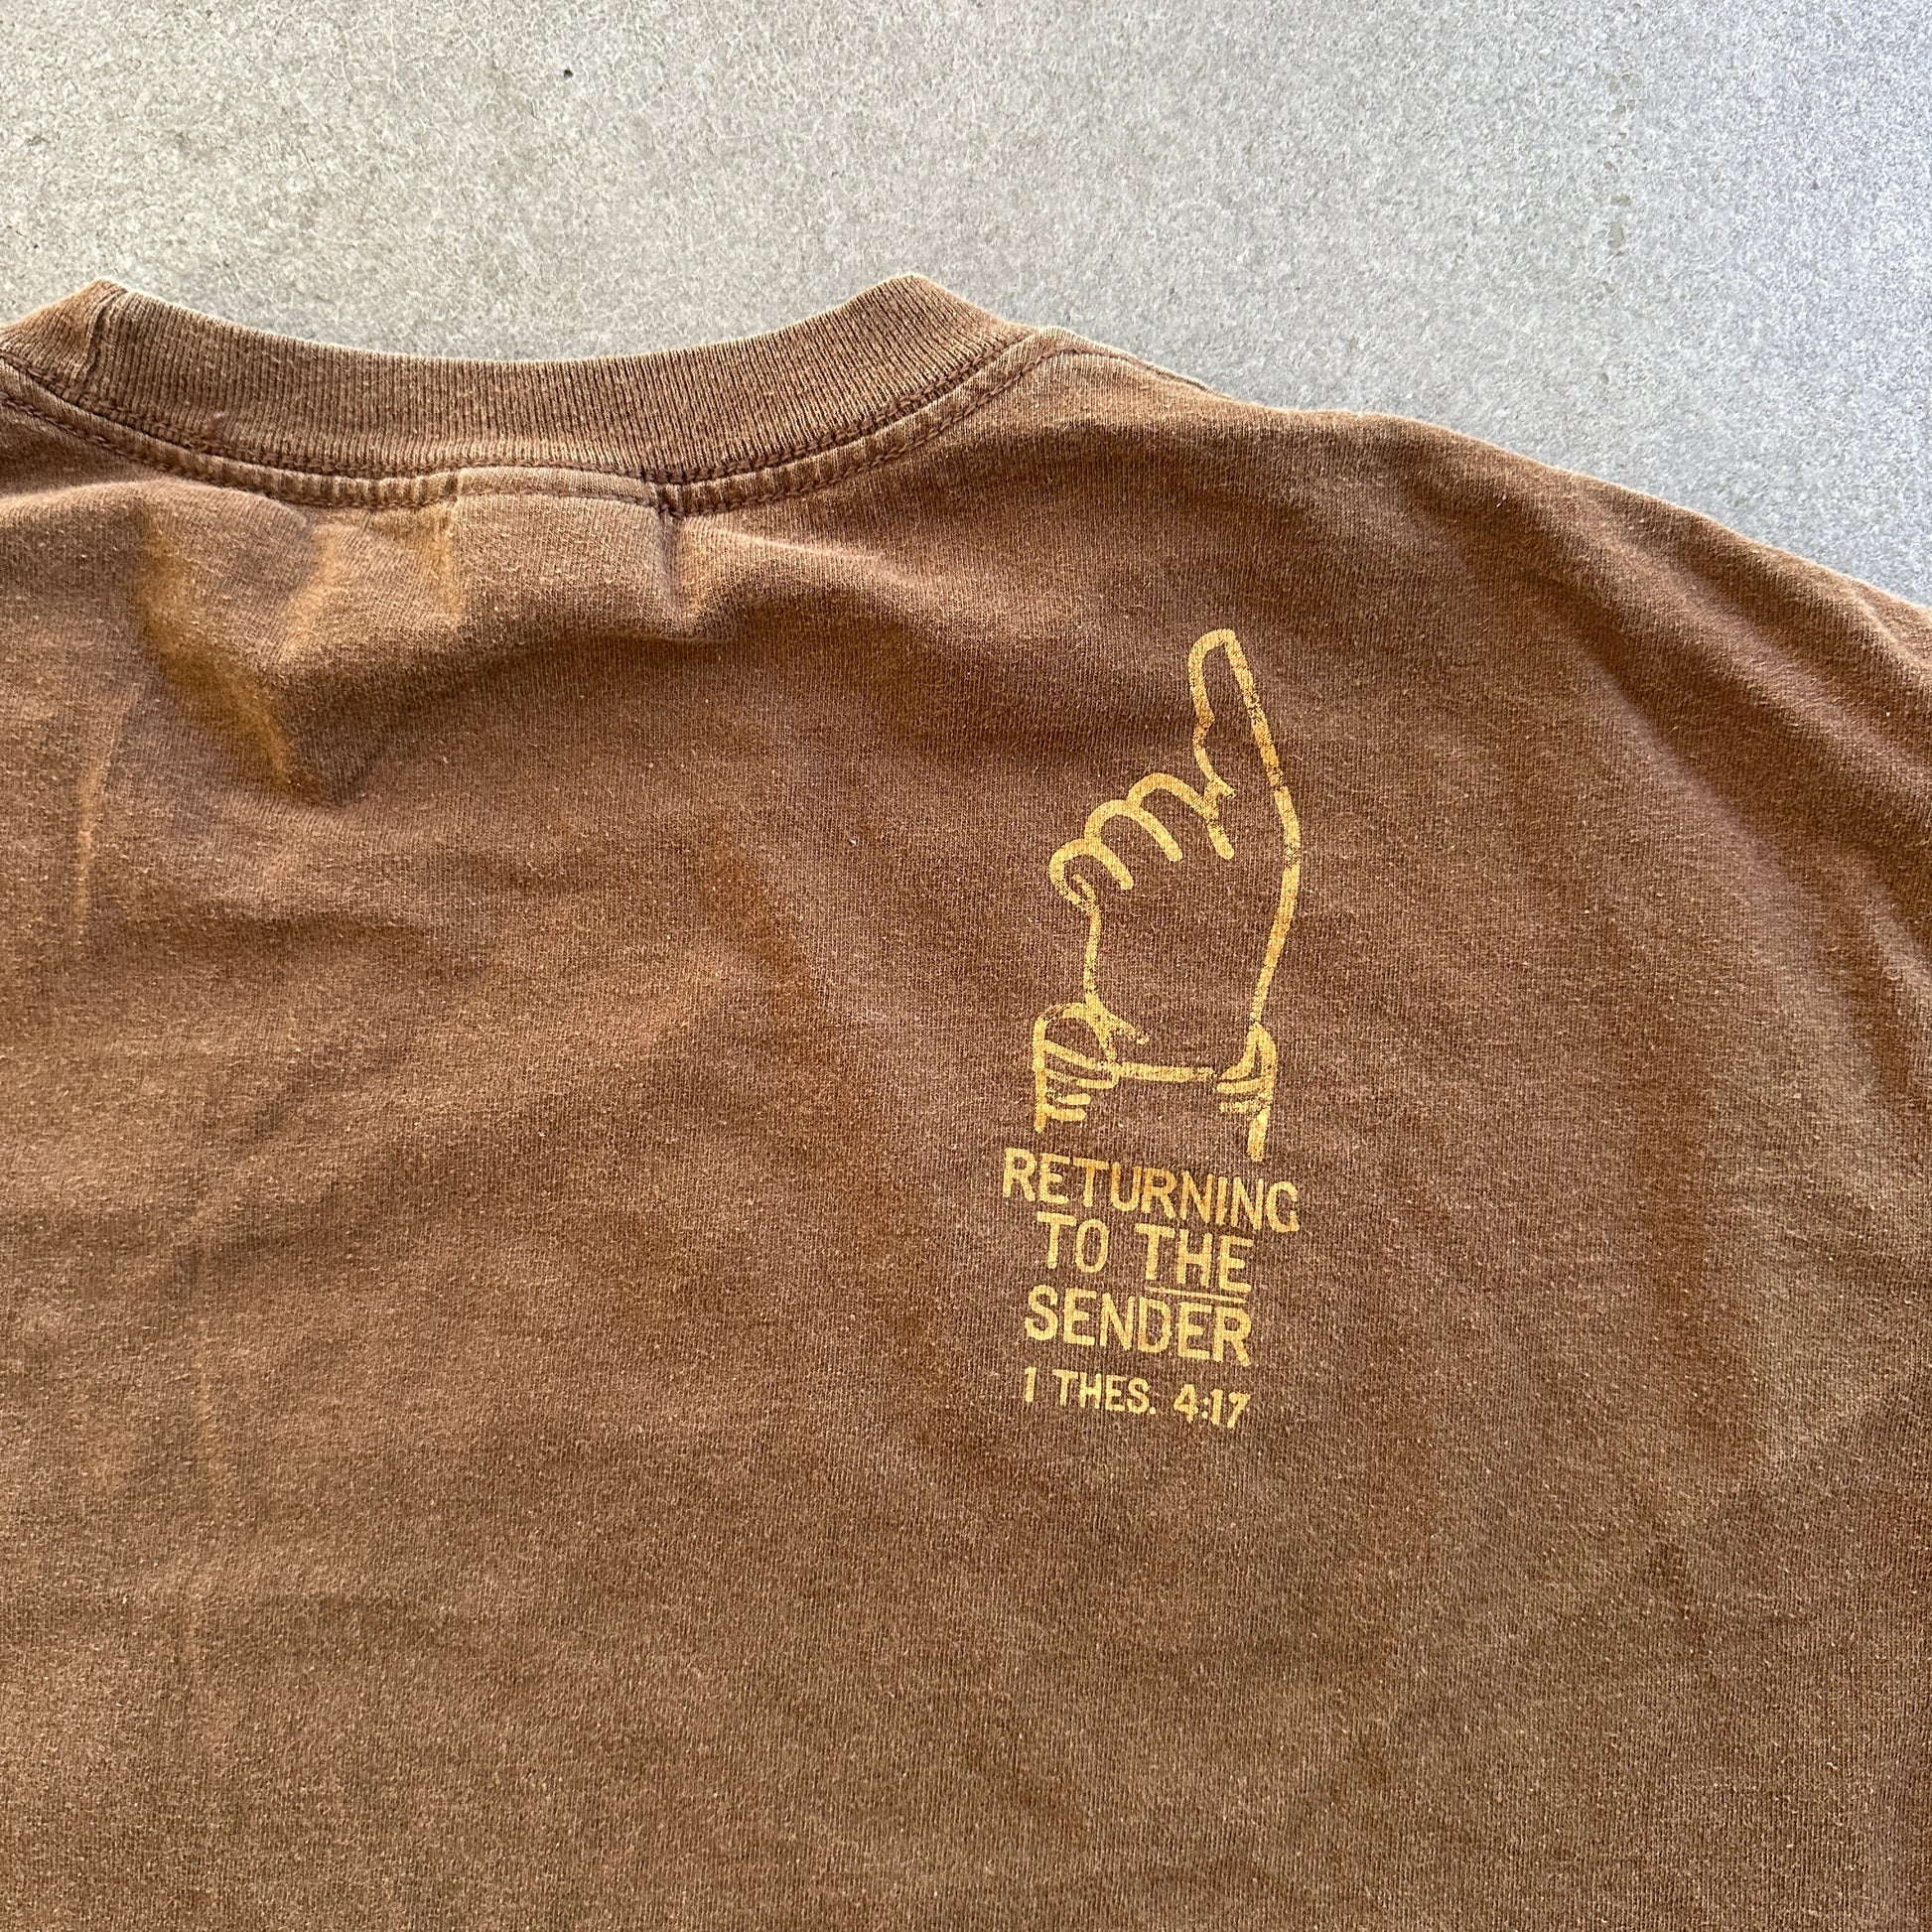 RETURNING
TO THE
SENDER
1 THES. 4:17